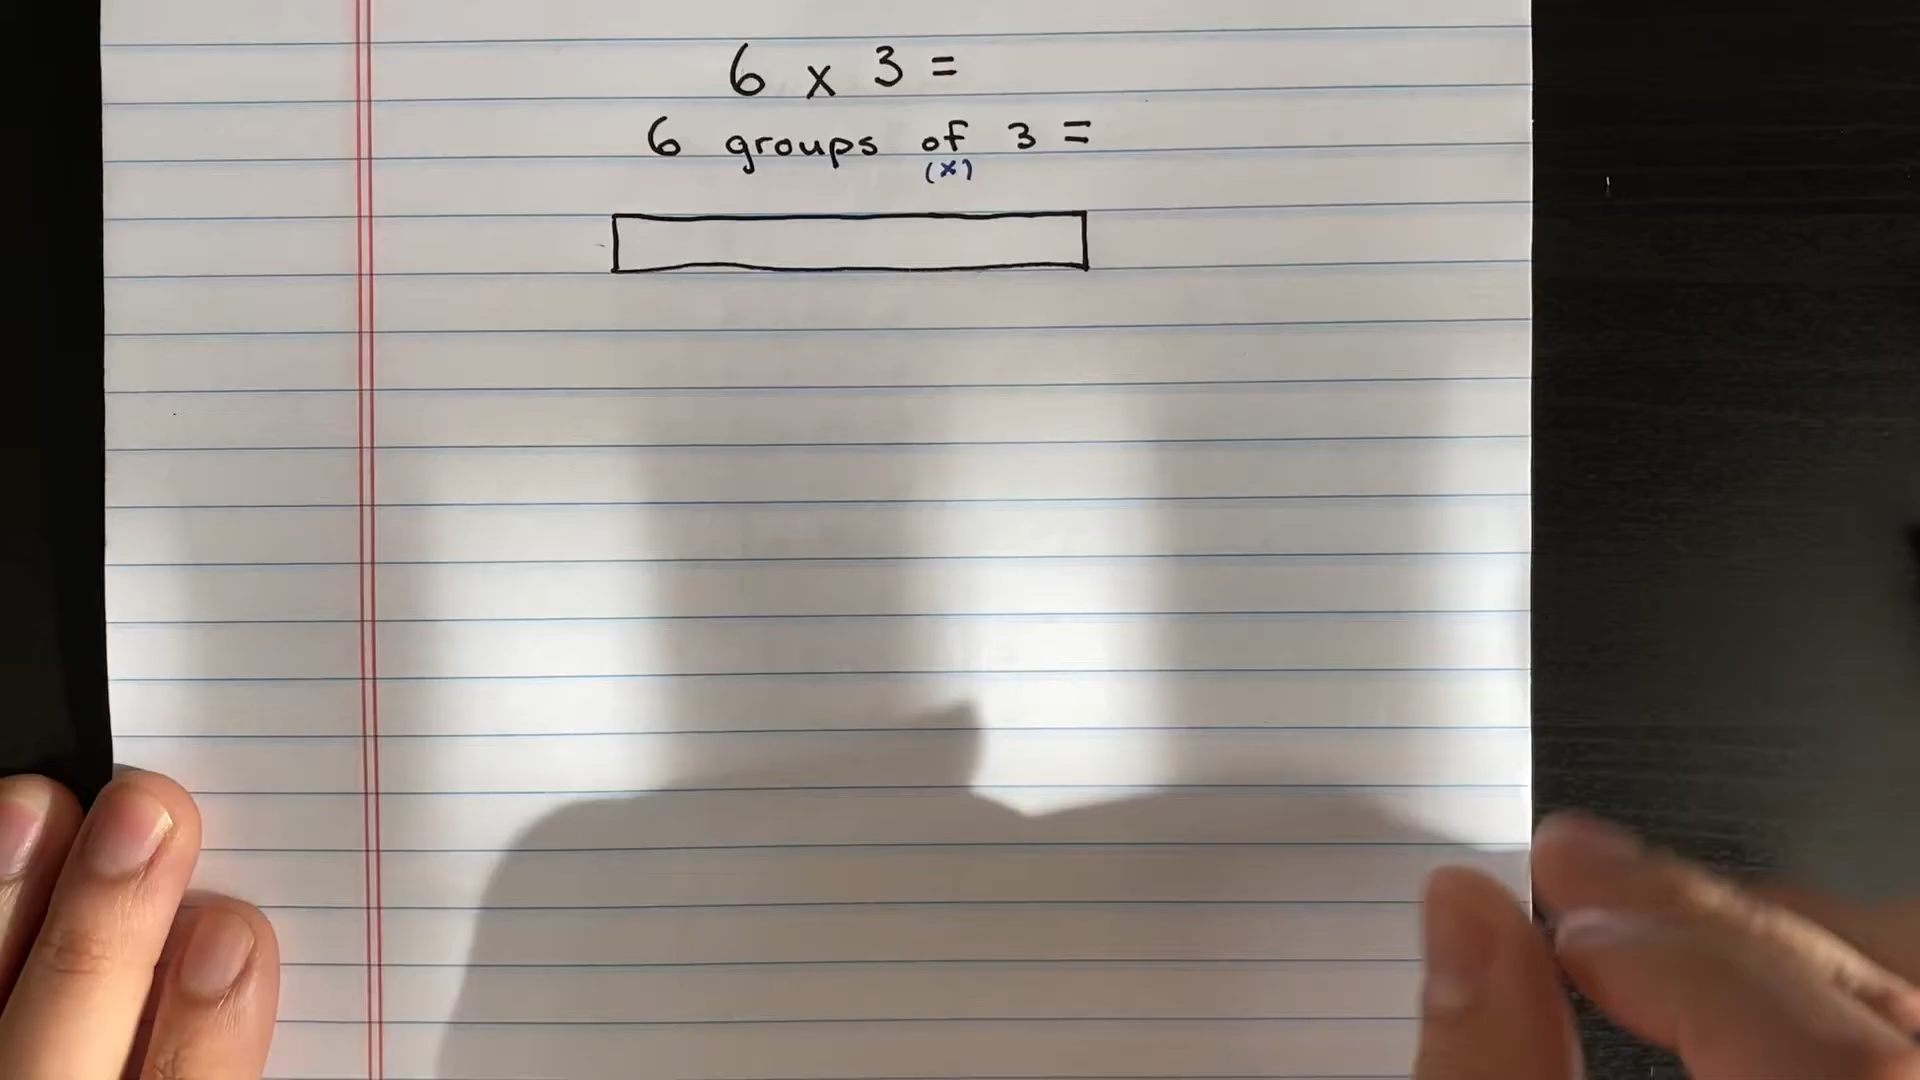 6 x 3 =
6 groups of 3 =
(x)